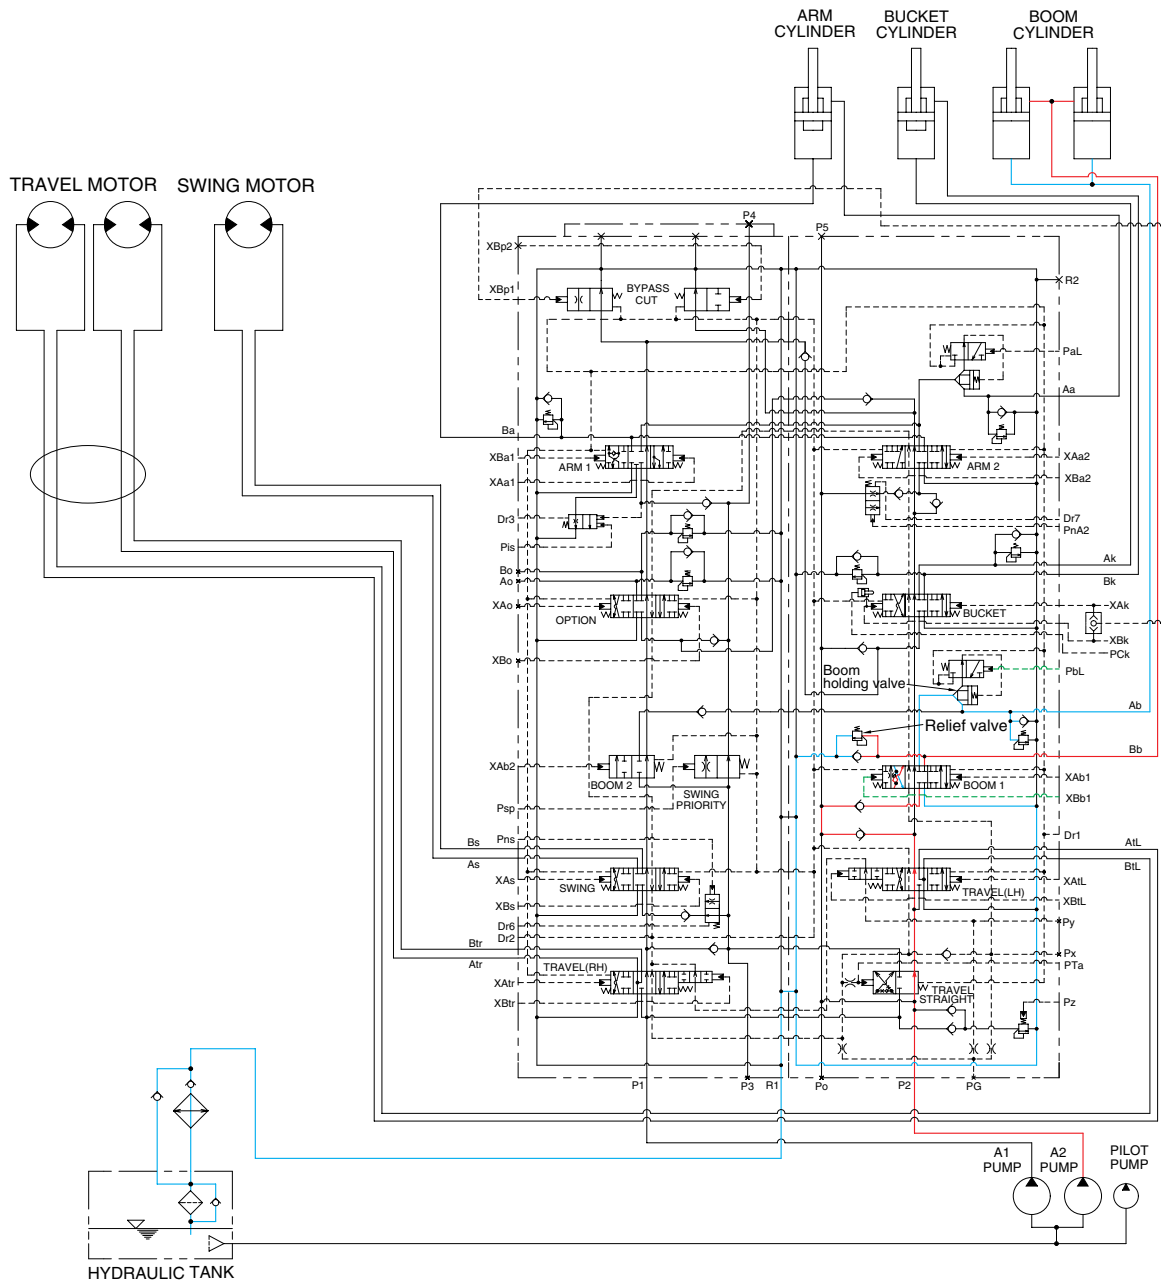 ARM
CYLINDER
BUCKET
CYLINDER
BOOM
CYLINDER
TRAVEL MOTOR
SWING MOTOR
P4
P5
XBp2
XBp1
BYPASS
CUT
R2
PaL
Aa
Ba
XBa1
ARM 1
XAa1
ARM 2
XAa2
XBa2
Dr3
Pis
Dr7
PnA2
Bo
Ao
Ak
Bk
XAo
OPTION
BUCKET
XAk
XBo
XBk
PCk
Boom
holding valve
PbL
Ab
Relief valve
Bb
XAb2
BOOM 2
SWING
PRIORITY
BOOM 1
XAb1
Psp
XBb1
Pns
Dr1
Bs
AtL
As
BtL
XAs
SWING
TRAVEL(LH)
XAtL
XBs
XBtL
Dr6
Py
Dr2
Btr
Px
Atr
TRAVEL(RH)
PTa
XAtr
TRAVEL
STRAIGHT
XBtr
Pz
P1
P3
R1
Po
P2
PG
A1
PUMP
A2
PUMP
PILOT
PUMP
HYDRAULIC TANK